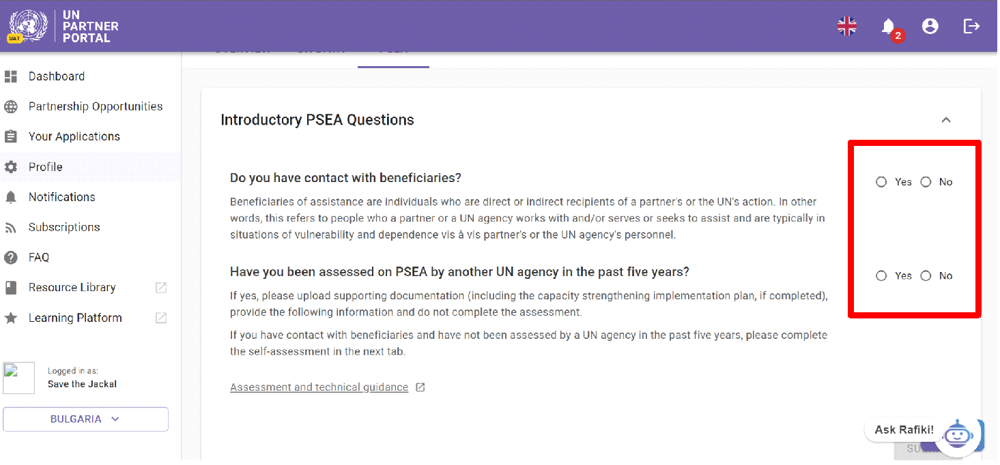 UN
PARTNER
PORTAL
UAT
2
Dashboard
Partnership Opportunities
Your Applications
Profile
Notifications
Subscriptions
FAQ
Resource Library
Learning Platform
Logged in as:
Save the Jackal
BULGARIA
Introductory PSEA Questions
Do you have contact with beneficiaries?
Yes No
Beneficiaries of assistance are individuals who are direct or indirect recipients of a partner's or the UN's action. In other
words, this refers to people who a partner or a UN agency works with and/or serves or seeks to assist and are typically in
situations of vulnerability and dependence vis à vis partner's or the UN agency's personnel.
Have you been assessed on PSEA by another UN agency in the past five years?
Yes No
If yes, please upload supporting documentation (including the capacity strengthening implementation plan, if completed),
provide the following information and do not complete the assessment.
If you have contact with beneficiaries and have not been assessed by a UN agency in the past five years, please complete
the self-assessment in the next tab.
Assessment and technical guidance
Ask Rafiki!